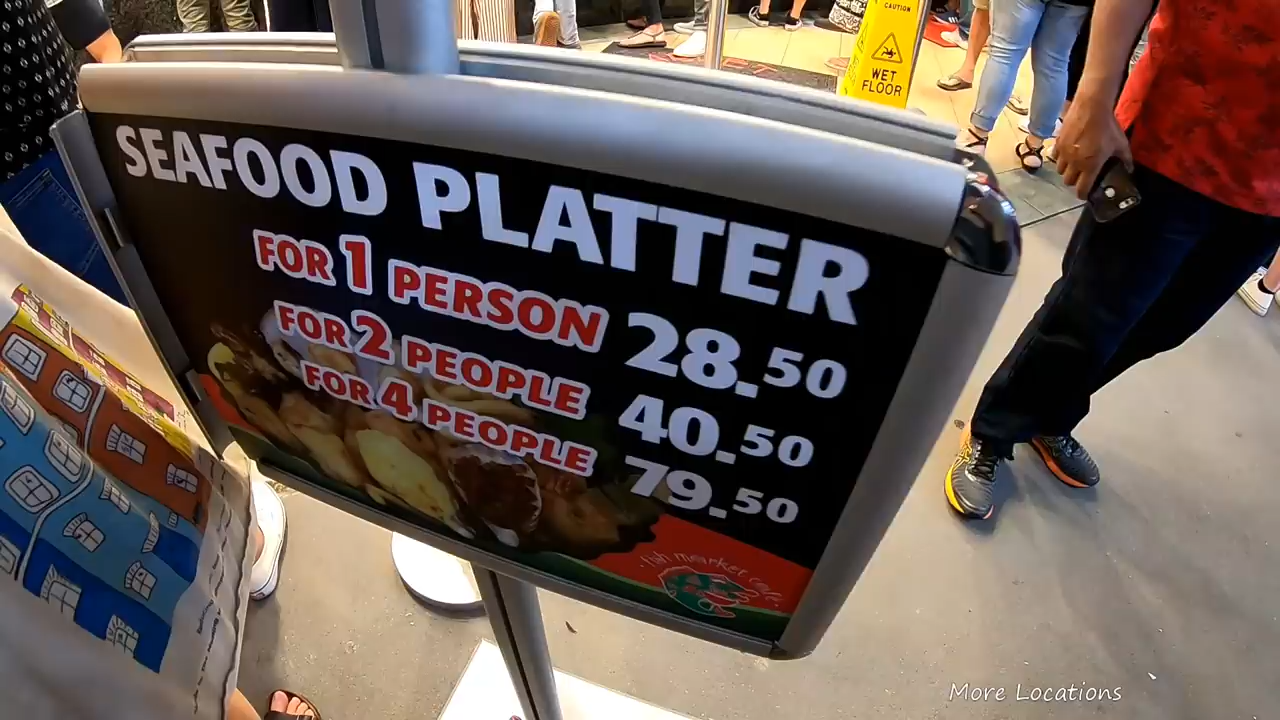 CAUTION
WET
FLOOR
SEAFOOD PLATTER
FOR 1 PERSON 28.50
FOR 2 PEOPLE 40.50
FOR 4 PEOPLE 79.50
fish market cafe
More Locations